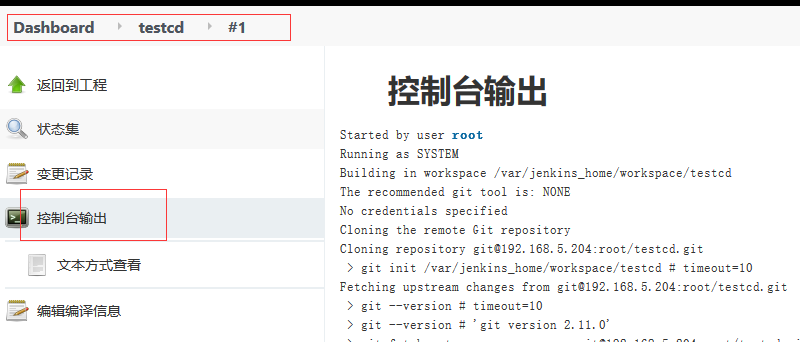 Dashboard testcd #1
返回到工程
状态集
变更记录
控制台输出
文本方式查看
编辑编译信息
控制台输出
Started by user root
Running as SYSTEM
Building in workspace /var/jenkins_home/workspace/testcd
The recommended git tool is: NONE
No credentials specified
Cloning the remote Git repository
Cloning repository git@192.168.5.204:root/testcd.git
> git init /var/jenkins_home/workspace/testcd # timeout=10
Fetching upstream changes from git@192.168.5.204:root/testcd.git
> git --version # timeout=10
> git --version # 'git version 2.11.0'